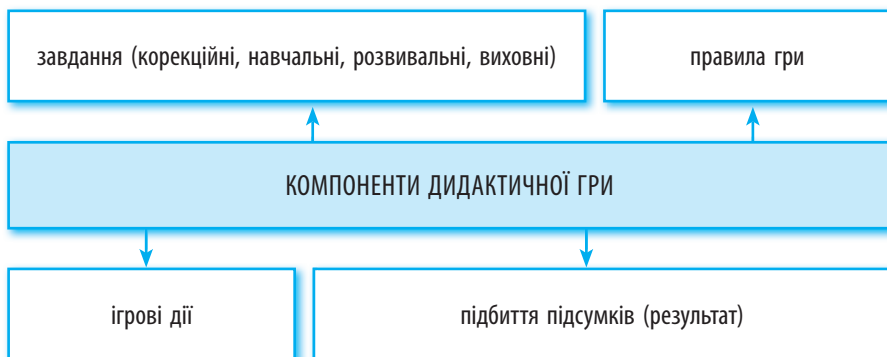 завдання (корекційні, навчальні, розвивальні, виховні)
правила гри
КОМПОНЕНТИ ДИДАКТИЧНОЇ ГРИ
ігрові дії
підбиття підсумків (результат)